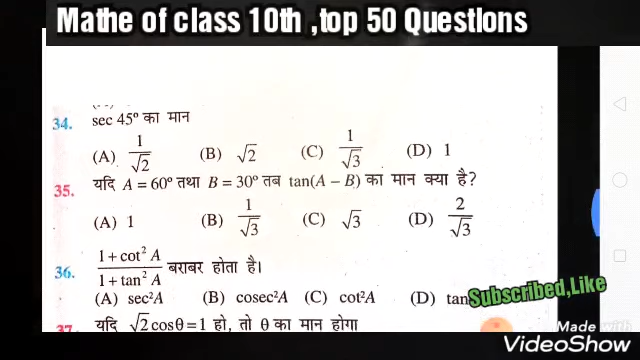 Mathe of class 10th ,top 50 Questions
34. sec 45° का मान
(A) 1/√2 (B) √2 (C) 1/√3 (D) 1
35. यदि A = 60° तथा B = 30° तब tan(A – B) का मान क्या है?
(A) 1 (B) 1/√3 (C) √3 (D) 2/√3
36. (1 + cot² A)/(1 + tan² A) बराबर होता है।
(A) sec²A (B) cosec²A (C) cot²A (D) tan
Subscribed,Like
37. यदि √2 cosθ = 1 हो, तो θ का मान होगा
Made with
VideoShow